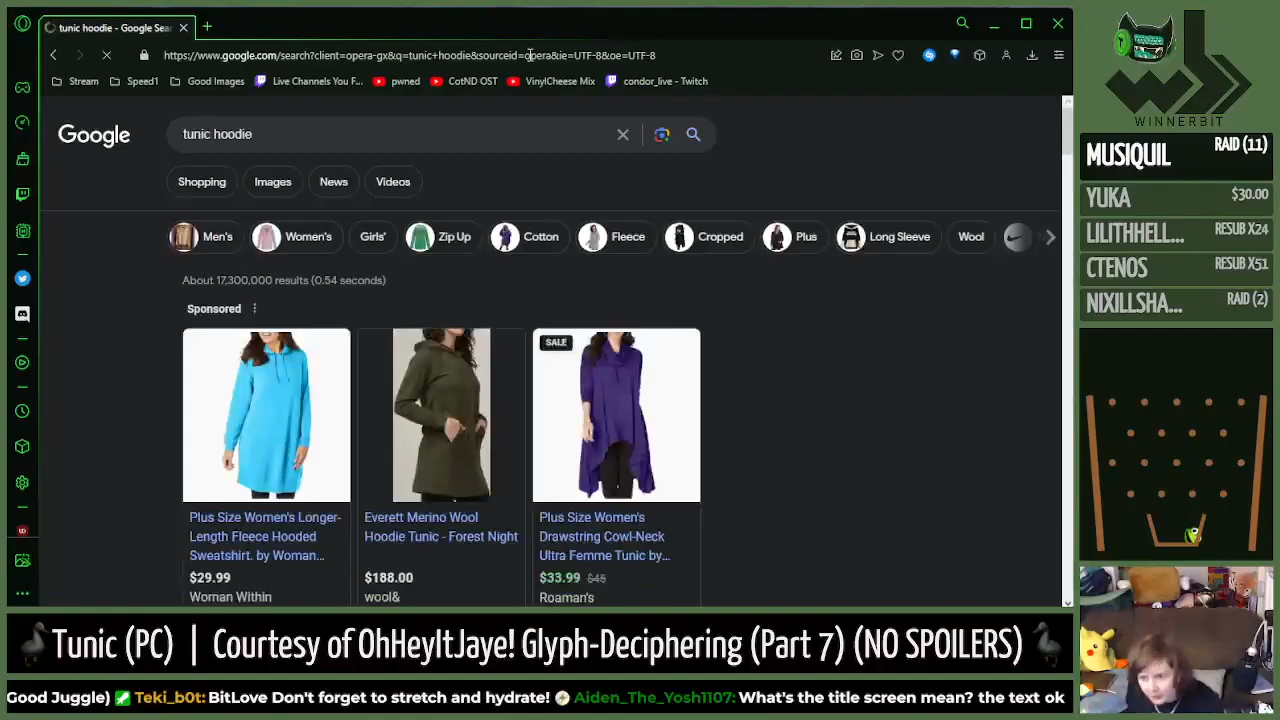 tunic hoodie - Google Sear
https://www.google.com/search?client=opera-gx&q=tunic+hoodie&sourceid=opera&ie=UTF-8&oe=UTF-8
Stream Speed1 Good Images Live Channels You F... pwned CotND OST VinylCheese Mix condor_live - Twitch
Google tunic hoodie
Shopping Images News Videos
Men's Women's Girls' Zip Up Cotton Fleece Cropped Plus Long Sleeve Wool
About 17,300,000 results (0.54 seconds)
Sponsored
SALE
Plus Size Women's Longer-
Length Fleece Hooded
Sweatshirt. by Woman...
$29.99
Woman Within
Everett Merino Wool
Hoodie Tunic - Forest Night
$188.00
wool&
Plus Size Women's
Drawstring Cowl-Neck
Ultra Femme Tunic by...
$33.99 $45
Roaman's
WINNERBIT
MUSIQUIL RAID (11)
YUKA $30.00
LILITHHELL... RESUB X24
CTENOS RESUB X51
NIXILLSHA... RAID (2)
Tunic (PC) | Courtesy of OhHeyItJaye! Glyph-Deciphering (Part 7) (NO SPOILERS)
Good Juggle) Teki_b0t: BitLove Don't forget to stretch and hydrate! Aiden_The_Yosh1107: What's the title screen mean? the text ok